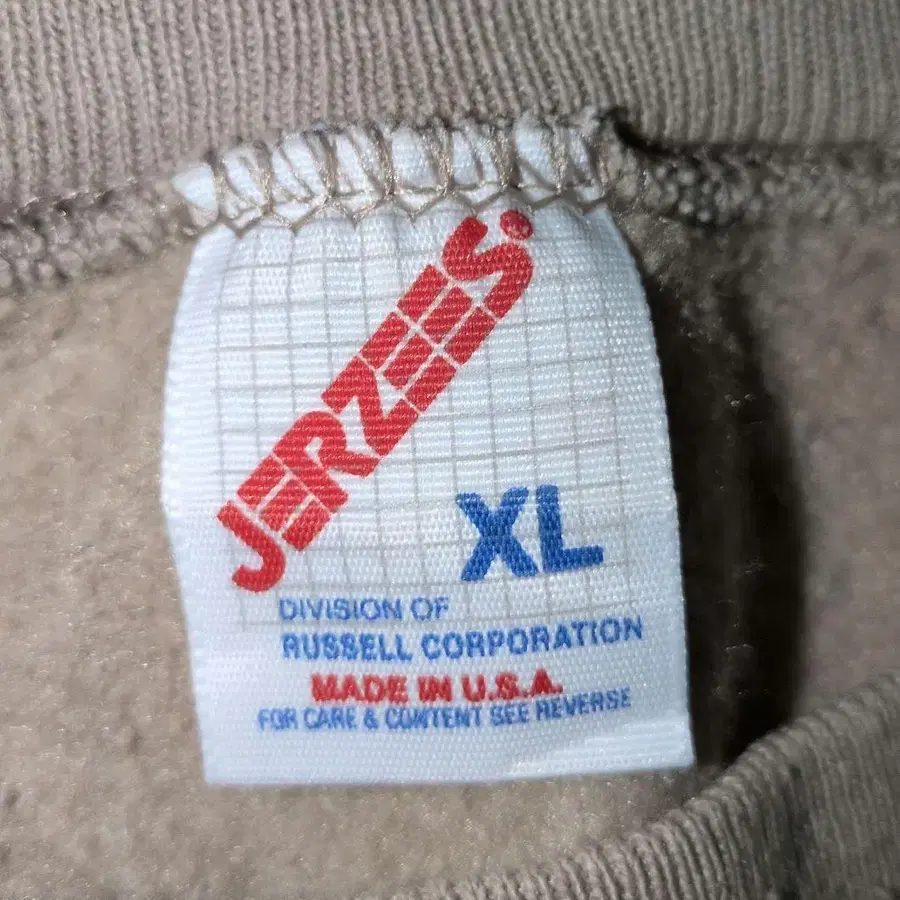 JERZEES
XL
DIVISION OF
RUSSELL CORPORATION
MADE IN U.S.A.
FOR CARE & CONTENT SEE REVERSE